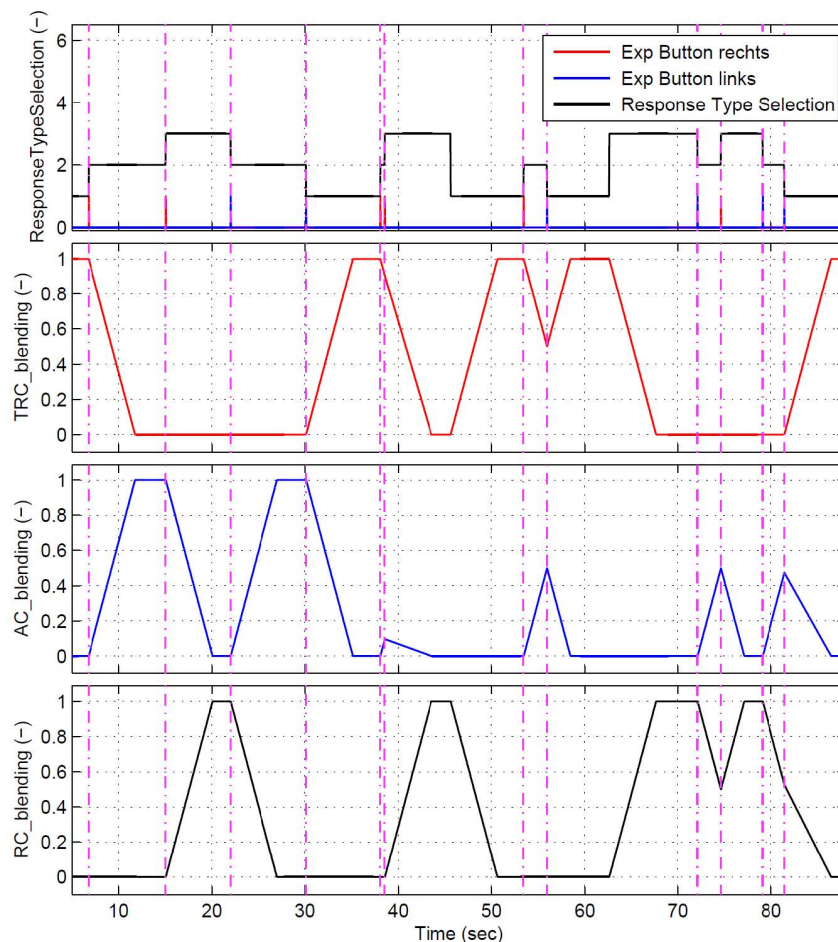 ResponseTypeSelection (−)
6
4
2
0
Exp Button rechts
Exp Button links
Response Type Selection
TRC_blending (−)
1
0.8
0.6
0.4
0.2
0
AC_blending (−)
1
0.8
0.6
0.4
0.2
0
RC_blending (−)
1
0.8
0.6
0.4
0.2
0
10 20 30 40 50 60 70 80
Time (sec)